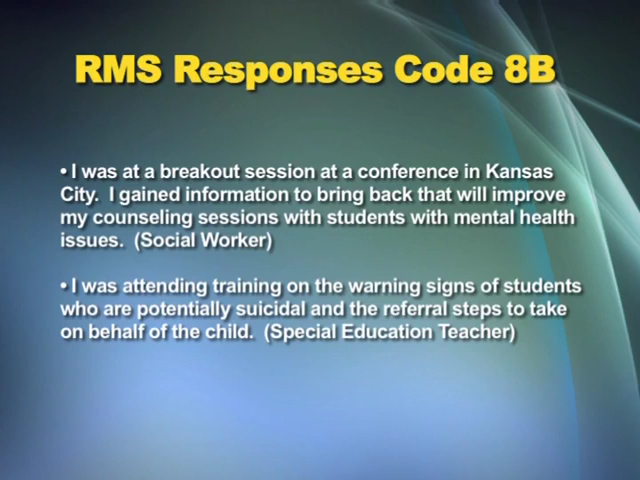 RMS Responses Code 8B
• I was at a breakout session at a conference in Kansas
City.  I gained information to bring back that will improve
my counseling sessions with students with mental health
issues.  (Social Worker)
• I was attending training on the warning signs of students
who are potentially suicidal and the referral steps to take
on behalf of the child.  (Special Education Teacher)